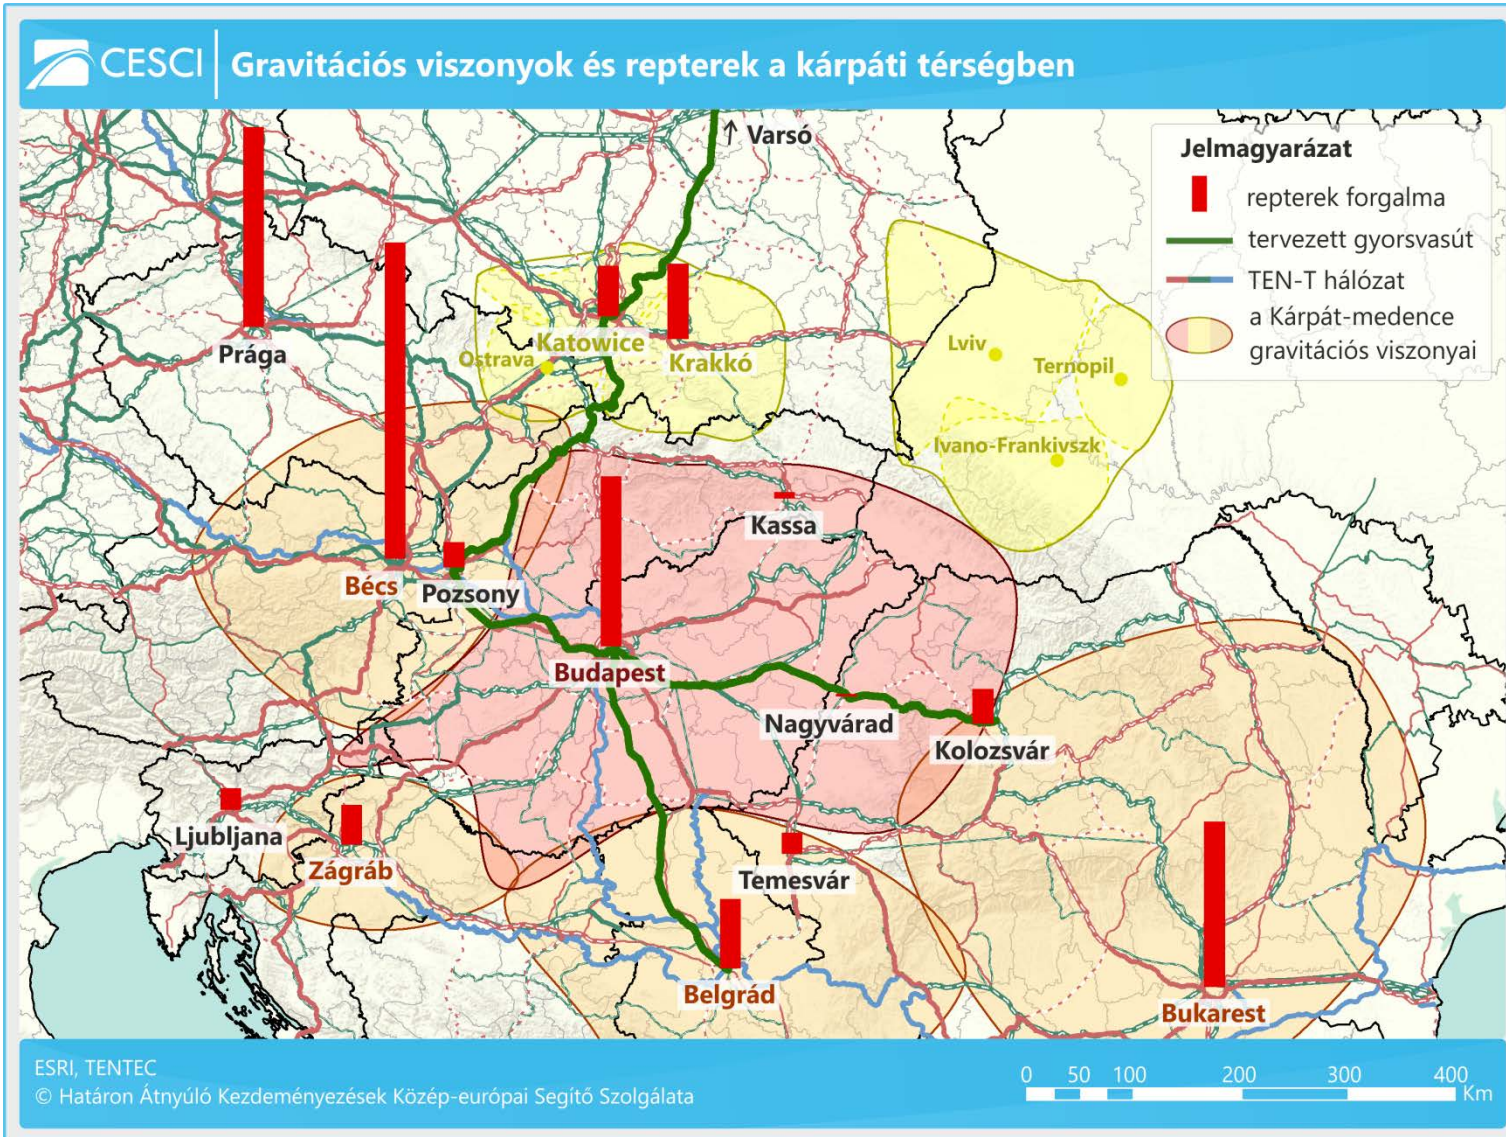 CESCI
Gravitációs viszonyok és repterek a kárpáti térségben
Varsó
Jelmagyarázat
repterek forgalma
tervezett gyorsvasút
TEN-T hálózat
a Kárpát-medence
gravitációs viszonyai
Prága
Ostrava
Katowice
Krakkó
Lviv
Ternopil
Ivano-Frankivszk
Kassa
Bécs
Pozsony
Budapest
Nagyvárad
Kolozsvár
Ljubljana
Zágráb
Temesvár
Belgrád
Bukarest
ESRI, TENTEC
© Határon Átnyúló Kezdeményezések Közép-európai Segítő Szolgálata
0 50 100 200 300 400
Km